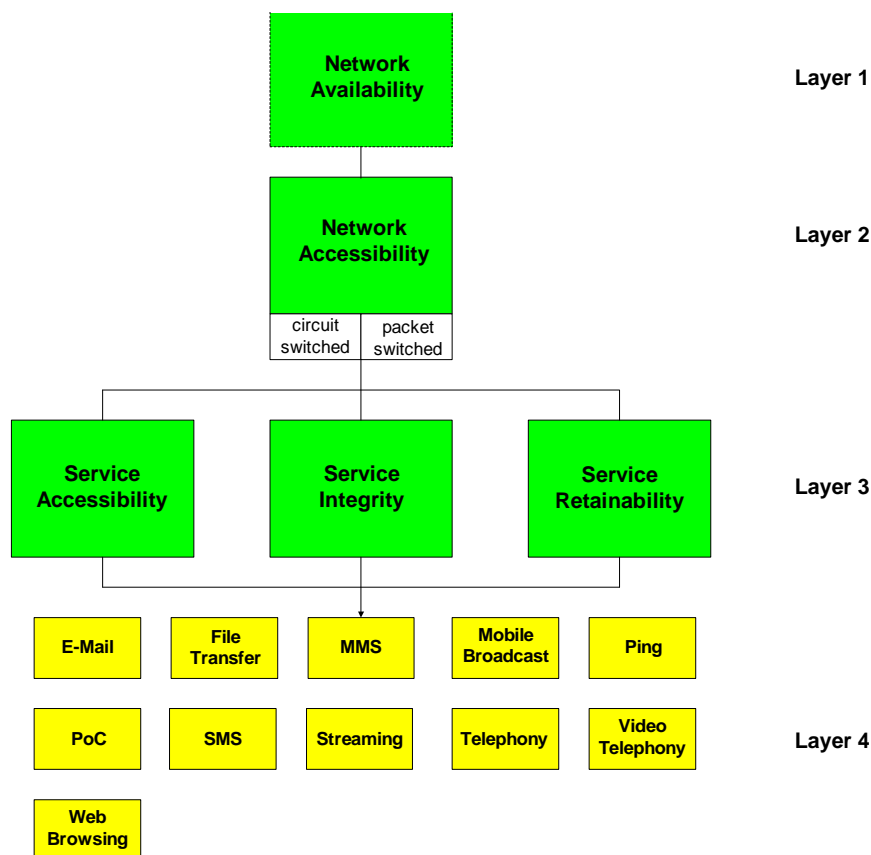 Network
Availability
Layer 1
Network
Accessibility
Layer 2
circuit
switched
packet
switched
Service
Accessibility
Service
Integrity
Service
Retainability
Layer 3
E-Mail
File
Transfer
MMS
Mobile
Broadcast
Ping
PoC
SMS
Streaming
Telephony
Video
Telephony
Layer 4
Web
Browsing